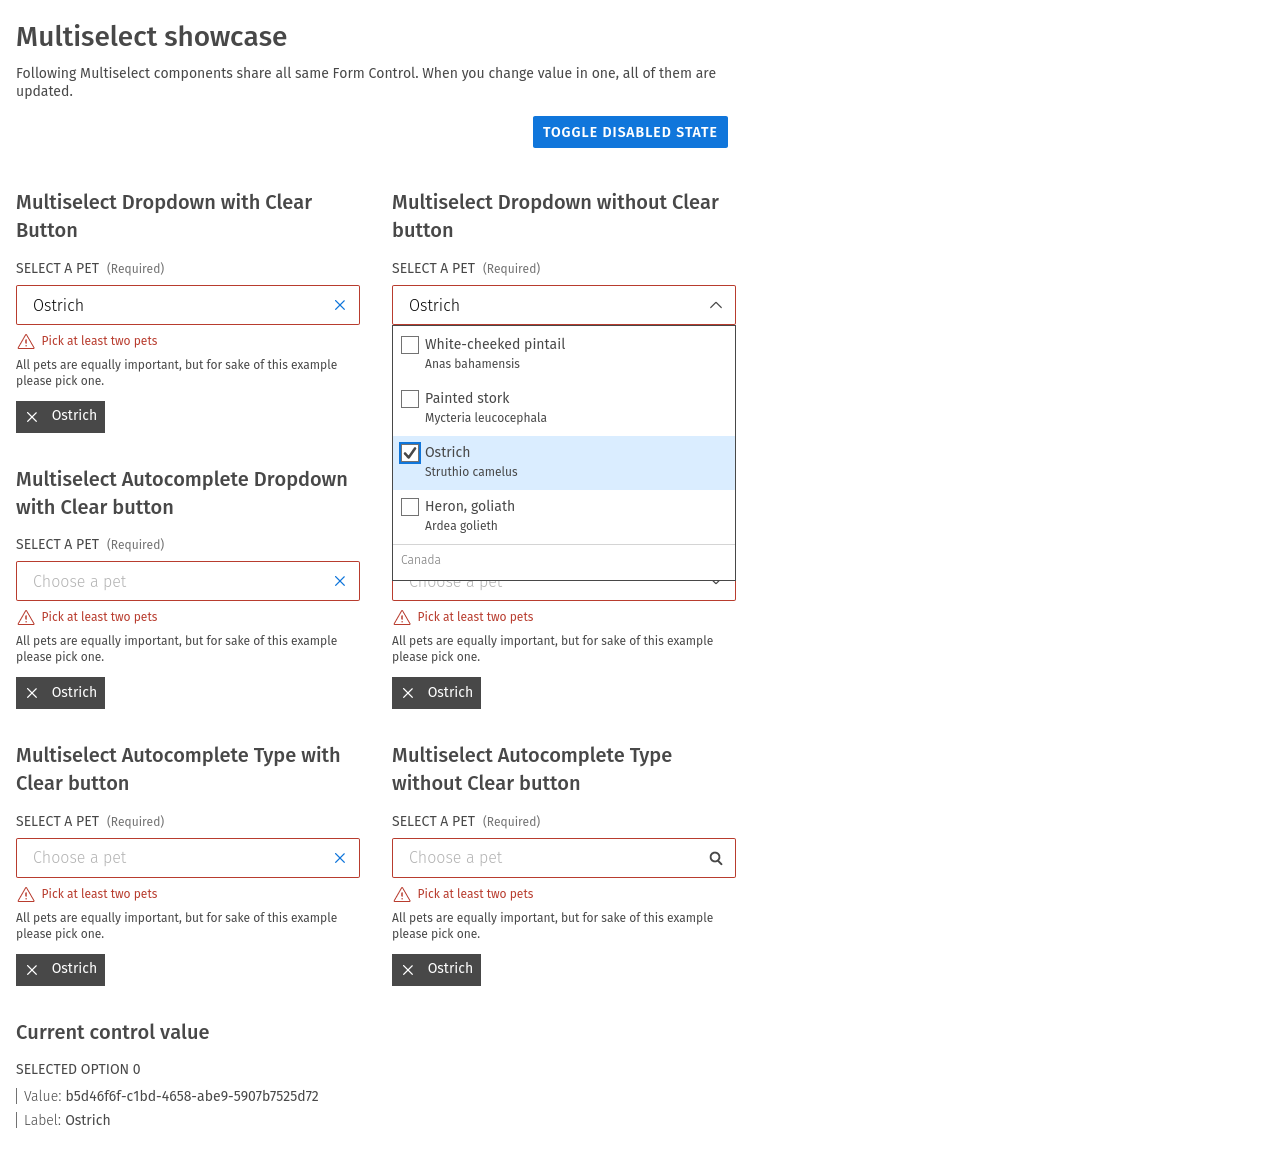 Multiselect showcase
Following Multiselect components share all same Form Control. When you change value in one, all of them are
updated.
TOGGLE DISABLED STATE
Multiselect Dropdown with Clear
Button
SELECT A PET (Required)
Ostrich
Pick at least two pets
All pets are equally important, but for sake of this example
please pick one.
Ostrich
Multiselect Dropdown without Clear
button
SELECT A PET (Required)
Ostrich
White-cheeked pintail
Anas bahamensis
Painted stork
Mycteria leucocephala
Ostrich
Struthio camelus
Heron, goliath
Ardea golieth
Canada
Multiselect Autocomplete Dropdown
with Clear button
SELECT A PET (Required)
Choose a pet
Pick at least two pets
All pets are equally important, but for sake of this example
please pick one.
Ostrich
Choose a pet
Pick at least two pets
All pets are equally important, but for sake of this example
please pick one.
Ostrich
Multiselect Autocomplete Type with
Clear button
SELECT A PET (Required)
Choose a pet
Pick at least two pets
All pets are equally important, but for sake of this example
please pick one.
Ostrich
Multiselect Autocomplete Type
without Clear button
SELECT A PET (Required)
Choose a pet
Pick at least two pets
All pets are equally important, but for sake of this example
please pick one.
Ostrich
Current control value
SELECTED OPTION 0
Value: b5d46f6f-c1bd-4658-abe9-5907b7525d72
Label: Ostrich